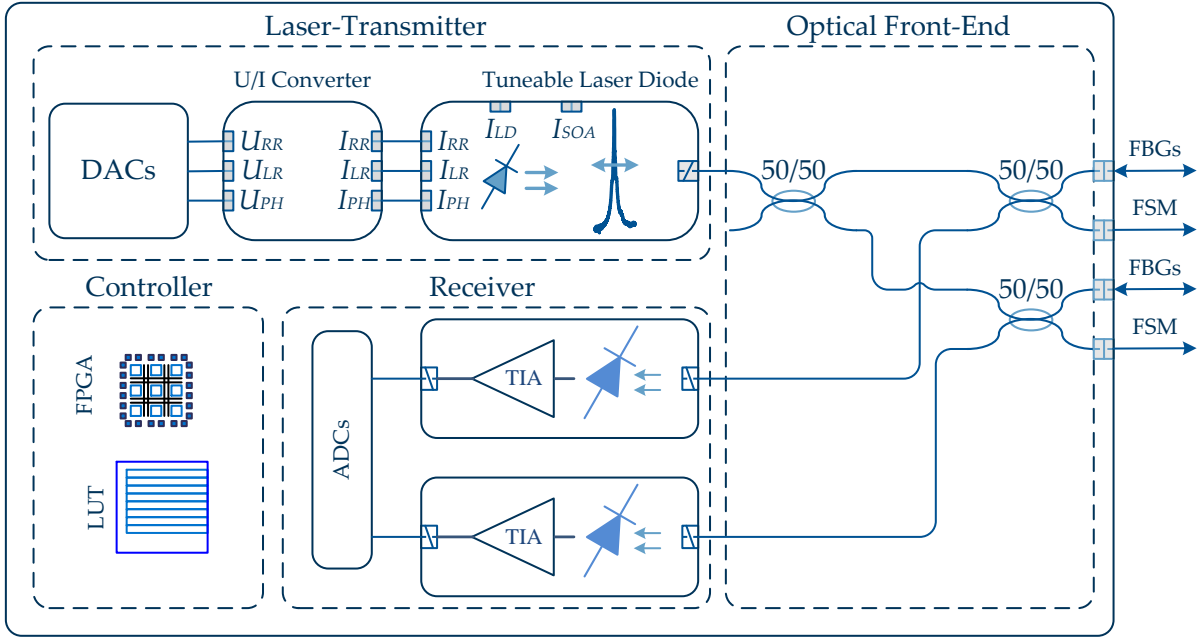 Laser-Transmitter
Optical Front-End
U/I Converter
Tuneable Laser Diode
DACs
U_RR
U_LR
U_PH
I_RR
I_LR
I_PH
I_RR
I_LR
I_PH
I_LD
I_SOA
50/50
50/50
50/50
FBGs
FSM
FBGs
FSM
Controller
Receiver
FPGA
LUT
ADCs
TIA
TIA